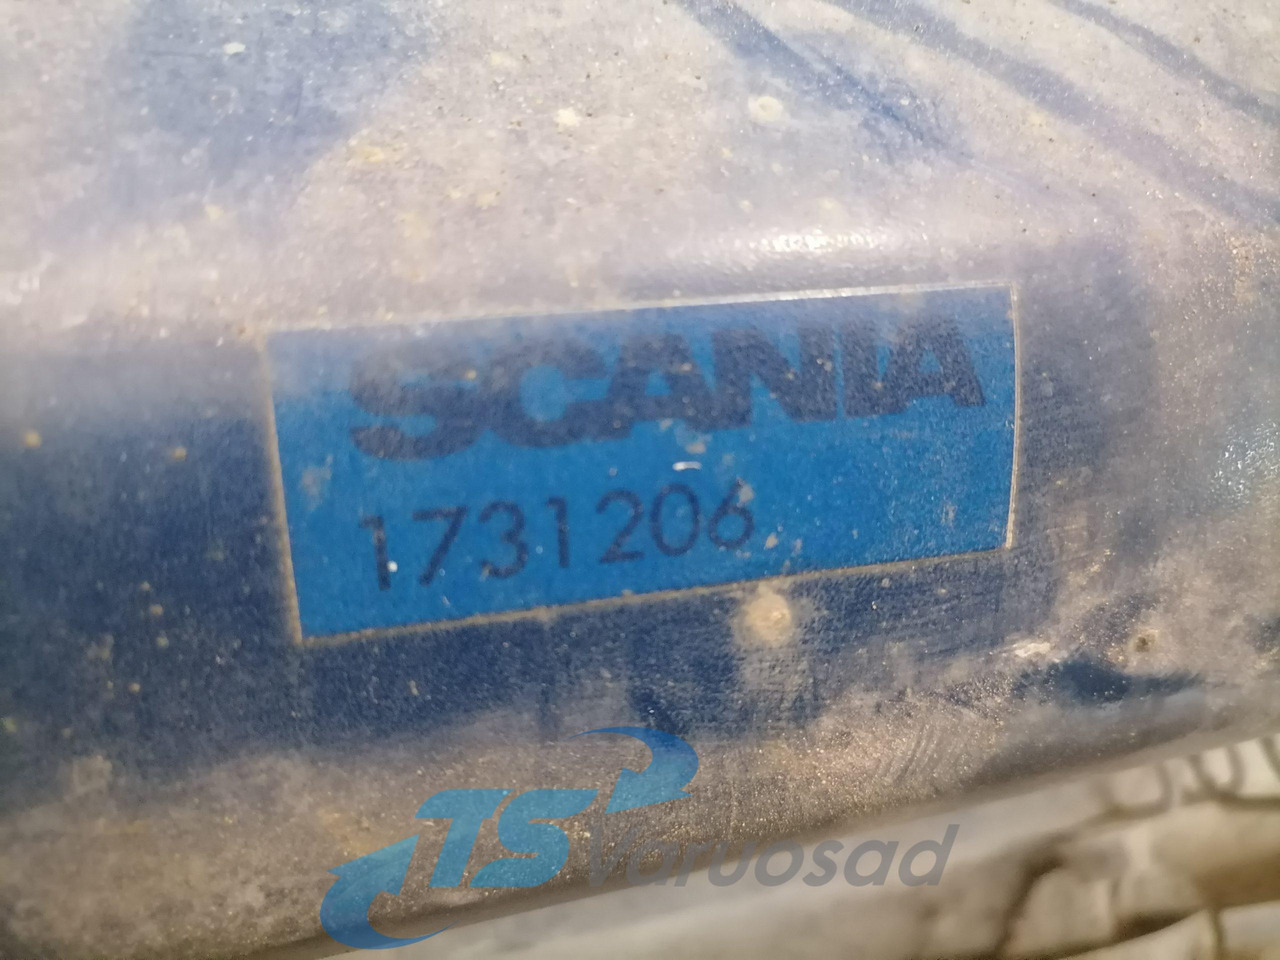 SCANIA
1731206
TS Varuosad